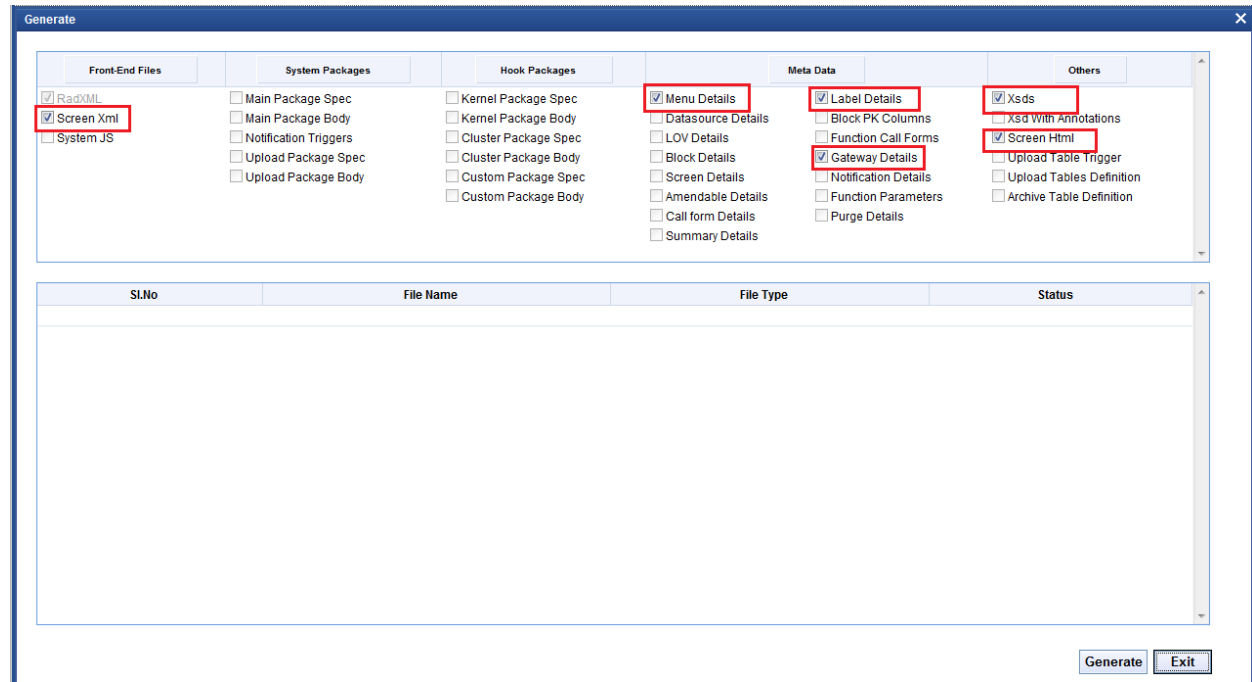 Generate
Front-End Files System Packages Hook Packages Meta Data Others
RadXML Main Package Spec Kernel Package Spec Menu Details Label Details Xsds
Screen Xml Main Package Body Kernel Package Body Datasource Details Block PK Columns Xsd With Annotations
System JS Notification Triggers Cluster Package Spec LOV Details Function Call Forms Screen Html
Upload Package Spec Cluster Package Body Block Details Gateway Details Upload Table Trigger
Upload Package Body Custom Package Spec Screen Details Notification Details Upload Tables Definition
Custom Package Body Amendable Details Function Parameters Archive Table Definition
Call form Details Purge Details
Summary Details
Sl.No File Name File Type Status
Generate Exit